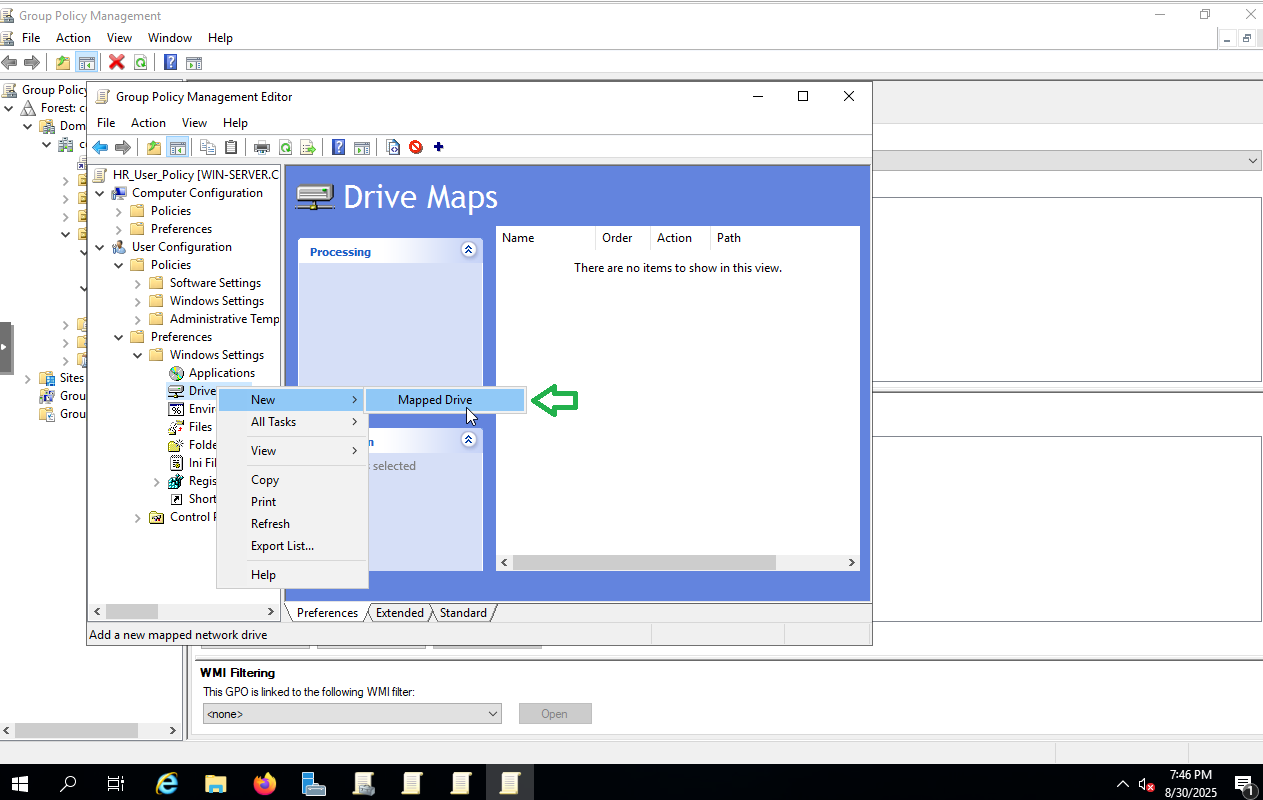 Group Policy Management
File Action View Window Help
Group Policy
Forest: c
Dom
c
Sites
Grou
Grou
Group Policy Management Editor
File Action View Help
HR_User_Policy [WIN-SERVER.C
Computer Configuration
Policies
Preferences
User Configuration
Policies
Software Settings
Windows Settings
Administrative Temp
Preferences
Windows Settings
Applications
Drive
Envir
Files
Folde
Ini Fil
Regis
Short
Control P
Drive Maps
Processing
Name Order Action Path
There are no items to show in this view.
n
selected
New
Mapped Drive
All Tasks
View
Copy
Print
Refresh
Export List...
Help
Preferences Extended Standard
Add a new mapped network drive
WMI Filtering
This GPO is linked to the following WMI filter:
<none>
Open
7:46 PM
8/30/2025
1